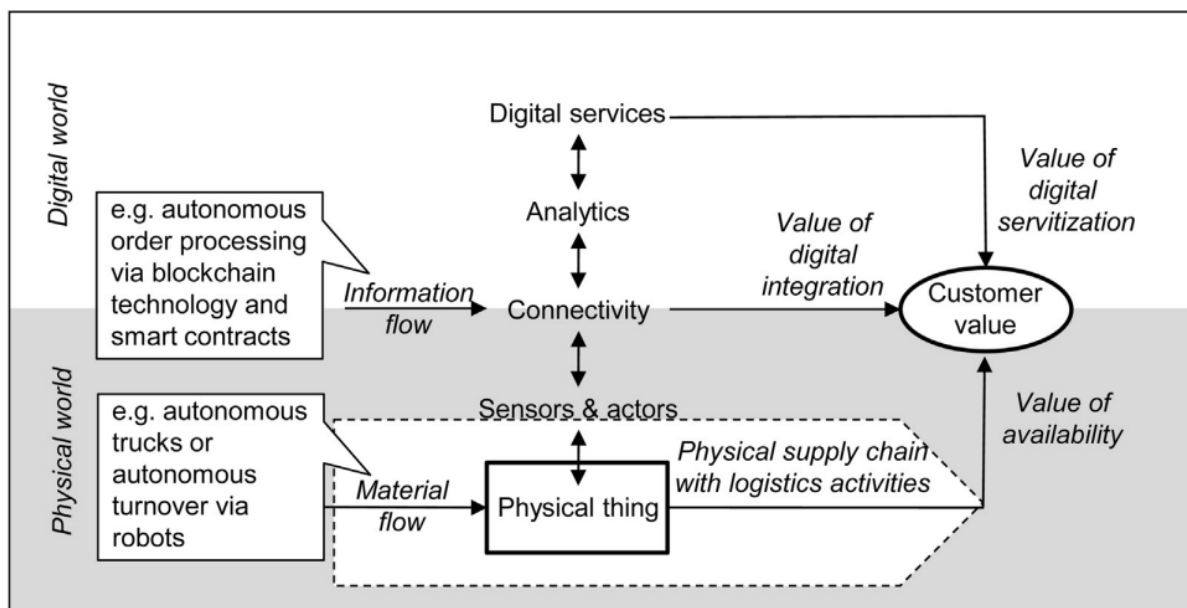 Digital world
Physical world
e.g. autonomous
order processing
via blockchain
technology and
smart contracts
e.g. autonomous
trucks or
autonomous
turnover via
robots
Information
flow
Material
flow
Digital services
Analytics
Connectivity
Sensors & actors
Physical thing
Value of
digital
integration
Physical supply chain
with logistics activities
Value of
digital
servitization
Customer
value
Value of
availability